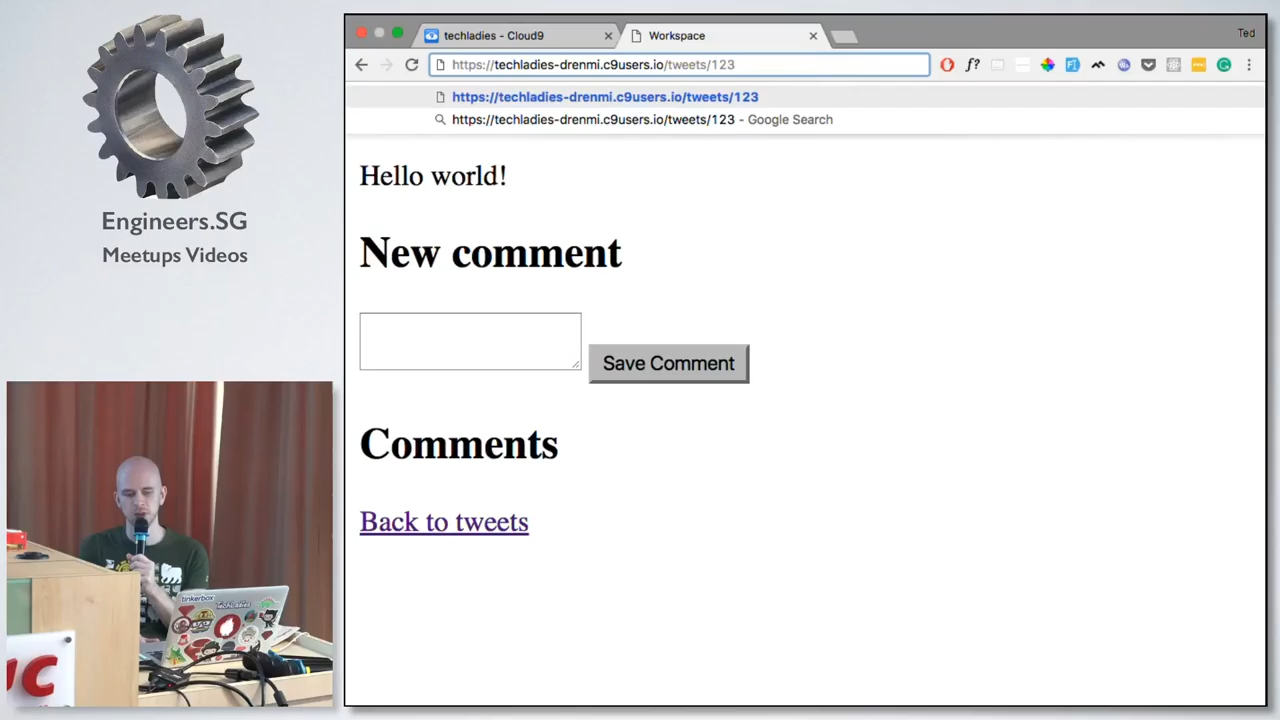 Engineers.SG
Meetups Videos
techladies - Cloud9
Workspace
Ted
https://techladies-drenmi.c9users.io/tweets/123
https://techladies-drenmi.c9users.io/tweets/123
https://techladies-drenmi.c9users.io/tweets/123 - Google Search
Hello world!
New comment
Save Comment
Comments
Back to tweets
tinkerbox
TechLadies